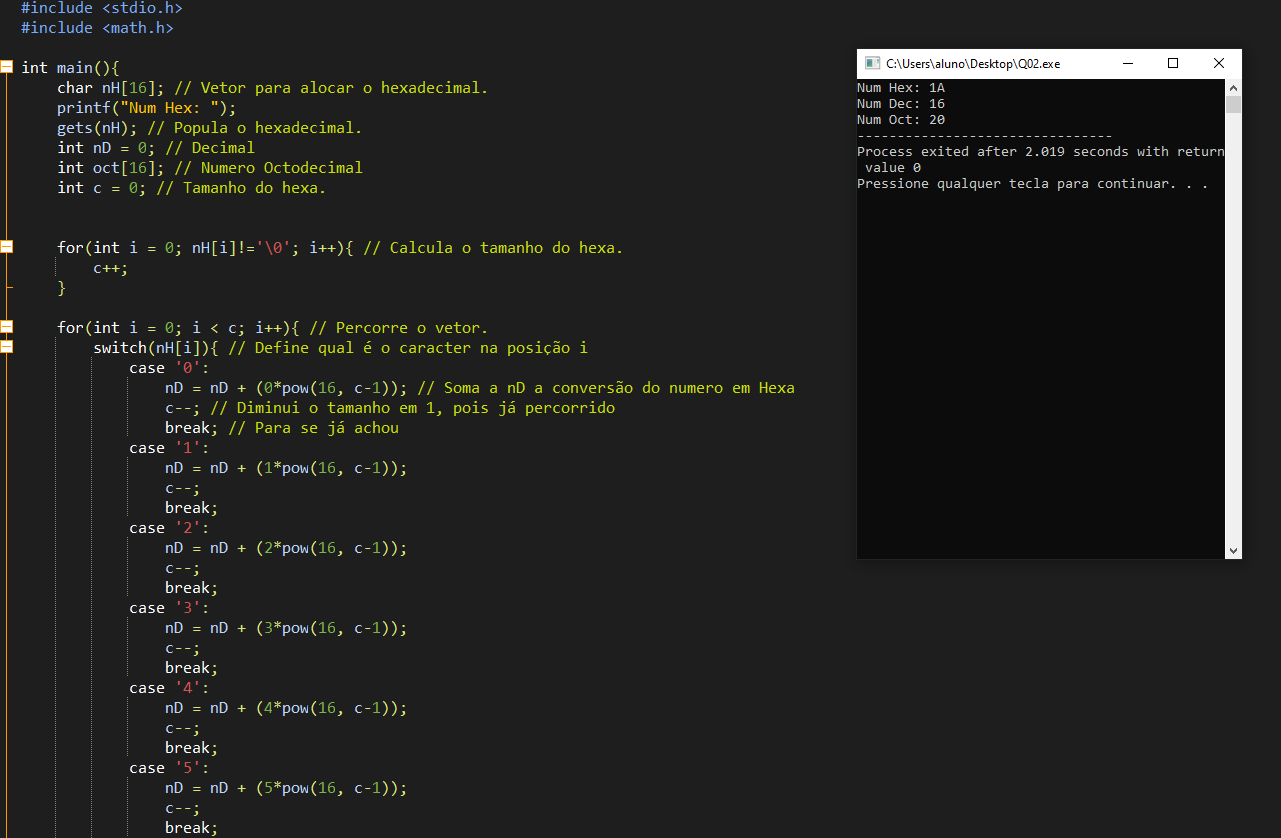 #include <stdio.h>
#include <math.h>
int main(){
char nH[16]; // Vetor para alocar o hexadecimal.
printf("Num Hex: ");
gets(nH); // Popula o hexadecimal.
int nD = 0; // Decimal
int oct[16]; // Numero Octodecimal
int c = 0; // Tamanho do hexa.
for(int i = 0; nH[i]!='\0'; i++){ // Calcula o tamanho do hexa.
c++;
}
for(int i = 0; i < c; i++){ // Percorre o vetor.
switch(nH[i]){ // Define qual é o caracter na posição i
case '0':
nD = nD + (0*pow(16, c-1)); // Soma a nD a conversão do numero em Hexa
c--; // Diminui o tamanho em 1, pois já percorrido
break; // Para se já achou
case '1':
nD = nD + (1*pow(16, c-1));
c--;
break;
case '2':
nD = nD + (2*pow(16, c-1));
c--;
break;
case '3':
nD = nD + (3*pow(16, c-1));
c--;
break;
case '4':
nD = nD + (4*pow(16, c-1));
c--;
break;
case '5':
nD = nD + (5*pow(16, c-1));
c--;
break;
C:\Users\aluno\Desktop\Q02.exe
Num Hex: 1A
Num Dec: 16
Num Oct: 20
--------------------------------
Process exited after 2.019 seconds with return
value 0
Pressione qualquer tecla para continuar. . .